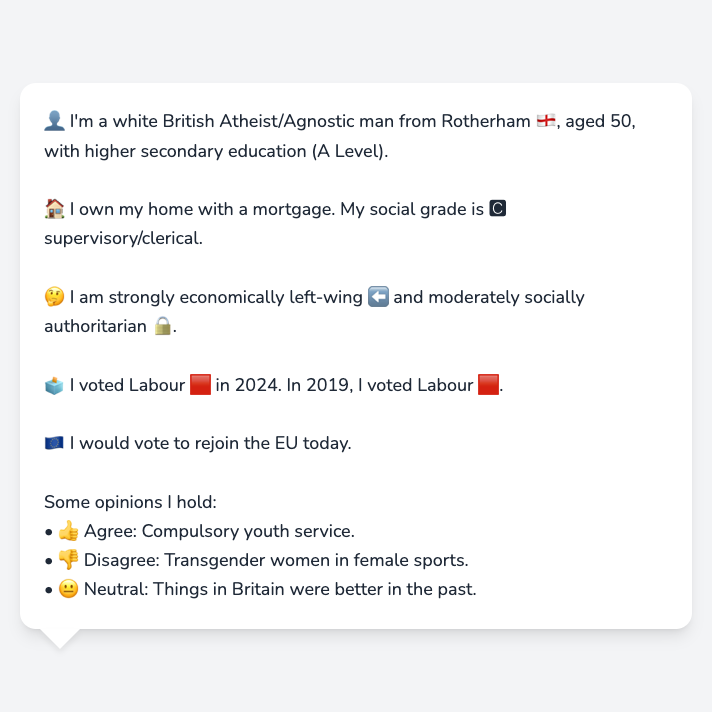 👤 I'm a white British Atheist/Agnostic man from Rotherham 🏴󠁧󠁢󠁥󠁮󠁧󠁿, aged 50,
with higher secondary education (A Level).
🏠 I own my home with a mortgage. My social grade is C
supervisory/clerical.
🤔 I am strongly economically left-wing ⬅️ and moderately socially
authoritarian 🔒.
🗳️ I voted Labour 🟥 in 2024. In 2019, I voted Labour 🟥.
🇪🇺 I would vote to rejoin the EU today.
Some opinions I hold:
• 👍 Agree: Compulsory youth service.
• 👎 Disagree: Transgender women in female sports.
• 😐 Neutral: Things in Britain were better in the past.